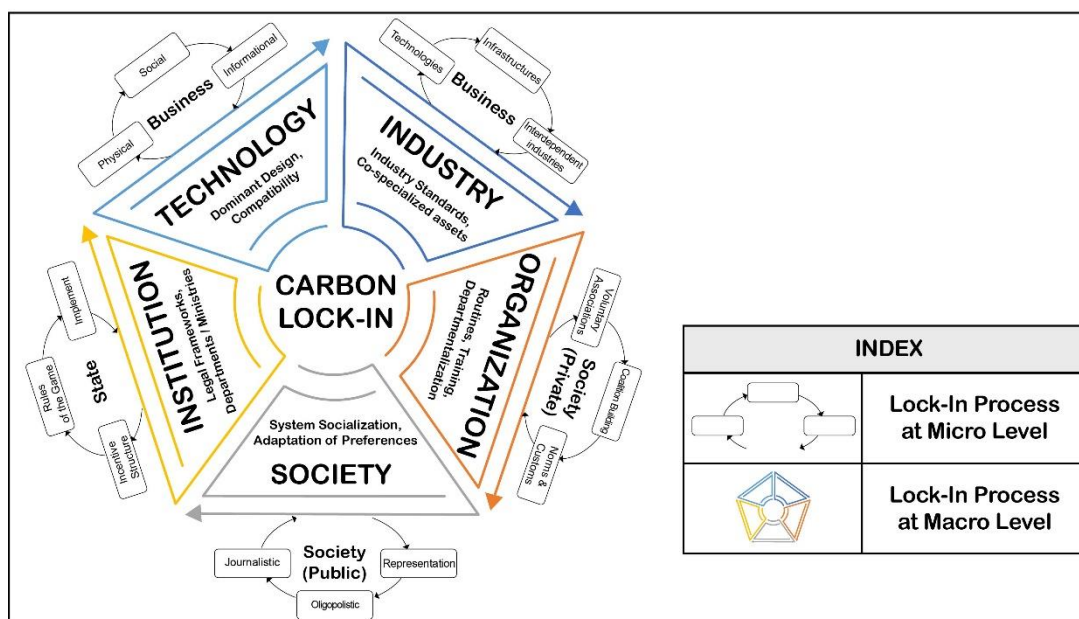 Social
Informational
Physical
Business
TECHNOLOGY
Dominant Design,
Compatibility
Technologies
Infrastructures
Interdependent
industries
Business
INDUSTRY
Industry Standards,
Co-specialized assets
CARBON
LOCK-IN
INSTITUTION
Legal Frameworks,
Departments / Ministries
Implement
Rules
of the Game
Incentive
Structure
State
ORGANIZATION
Routines, Training,
Departmentalization
Voluntary
Associations
Coalition Building
Norms &
Customs
Society
(Private)
System Socialization,
Adaptation of Preferences
SOCIETY
Society
(Public)
Journalistic
Representation
Oligopolistic
INDEX
Lock-In Process
at Micro Level
Lock-In Process
at Macro Level